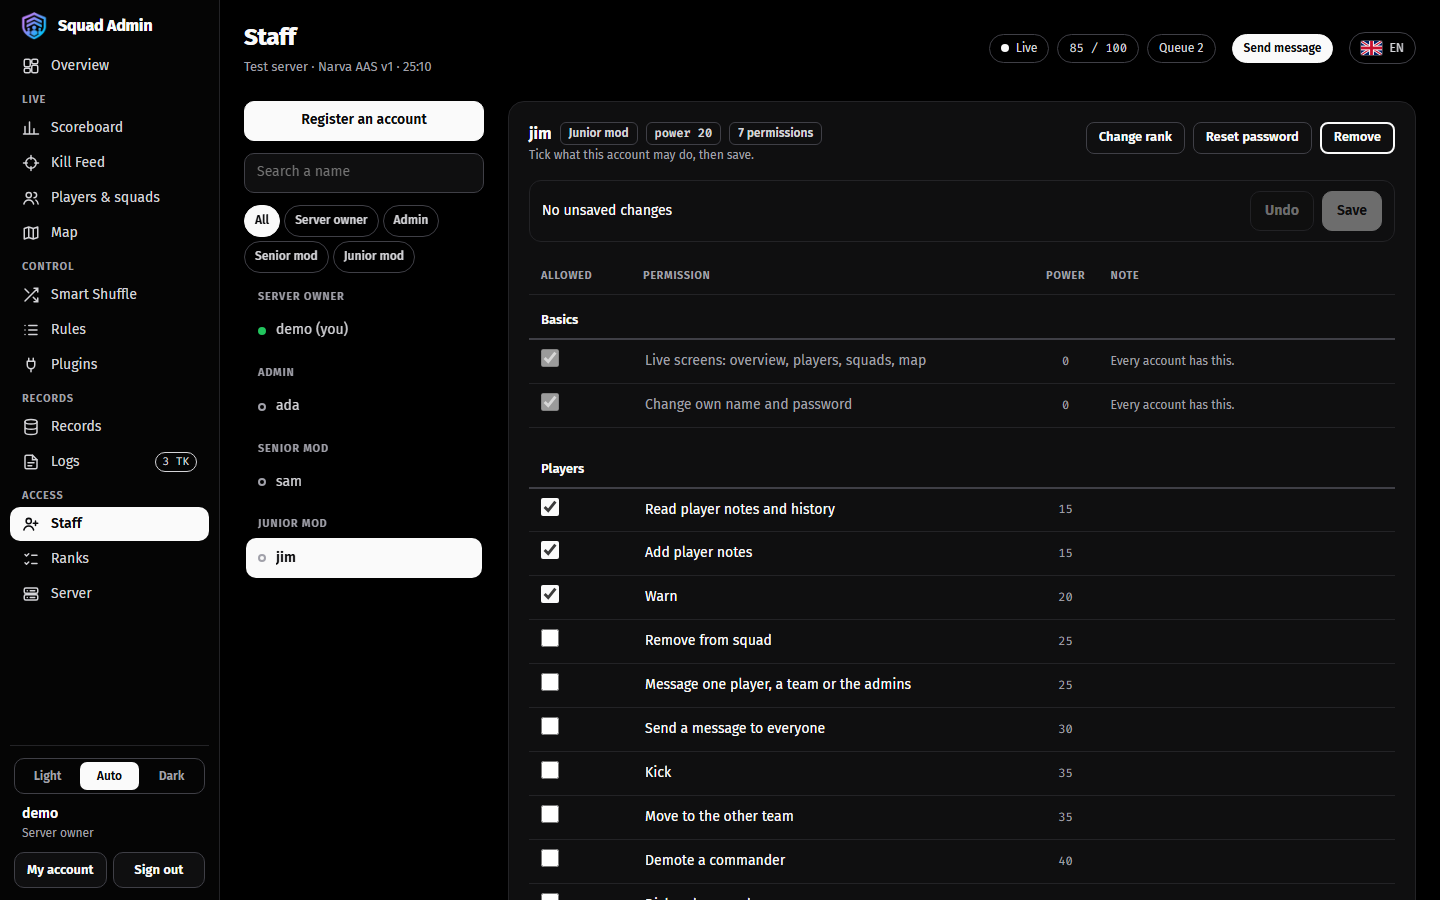 Squad Admin
Overview
LIVE
Scoreboard
Kill Feed
Players & squads
Map
CONTROL
Smart Shuffle
Rules
Plugins
RECORDS
Records
Logs 3 TK
ACCESS
Staff
Ranks
Server
Light Auto Dark
demo
Server owner
My account Sign out
Staff
Test server · Narva AAS v1 · 25:10
Live 85 / 100 Queue 2 Send message EN
Register an account
Search a name
All Server owner Admin
Senior mod Junior mod
SERVER OWNER
demo (you)
ADMIN
ada
SENIOR MOD
sam
JUNIOR MOD
jim
jim Junior mod power 20 7 permissions
Tick what this account may do, then save.
Change rank Reset password Remove
No unsaved changes Undo Save
ALLOWED PERMISSION POWER NOTE
Basics
Live screens: overview, players, squads, map 0 Every account has this.
Change own name and password 0 Every account has this.
Players
Read player notes and history 15
Add player notes 15
Warn 20
Remove from squad 25
Message one player, a team or the admins 25
Send a message to everyone 30
Kick 35
Move to the other team 35
Demote a commander 40